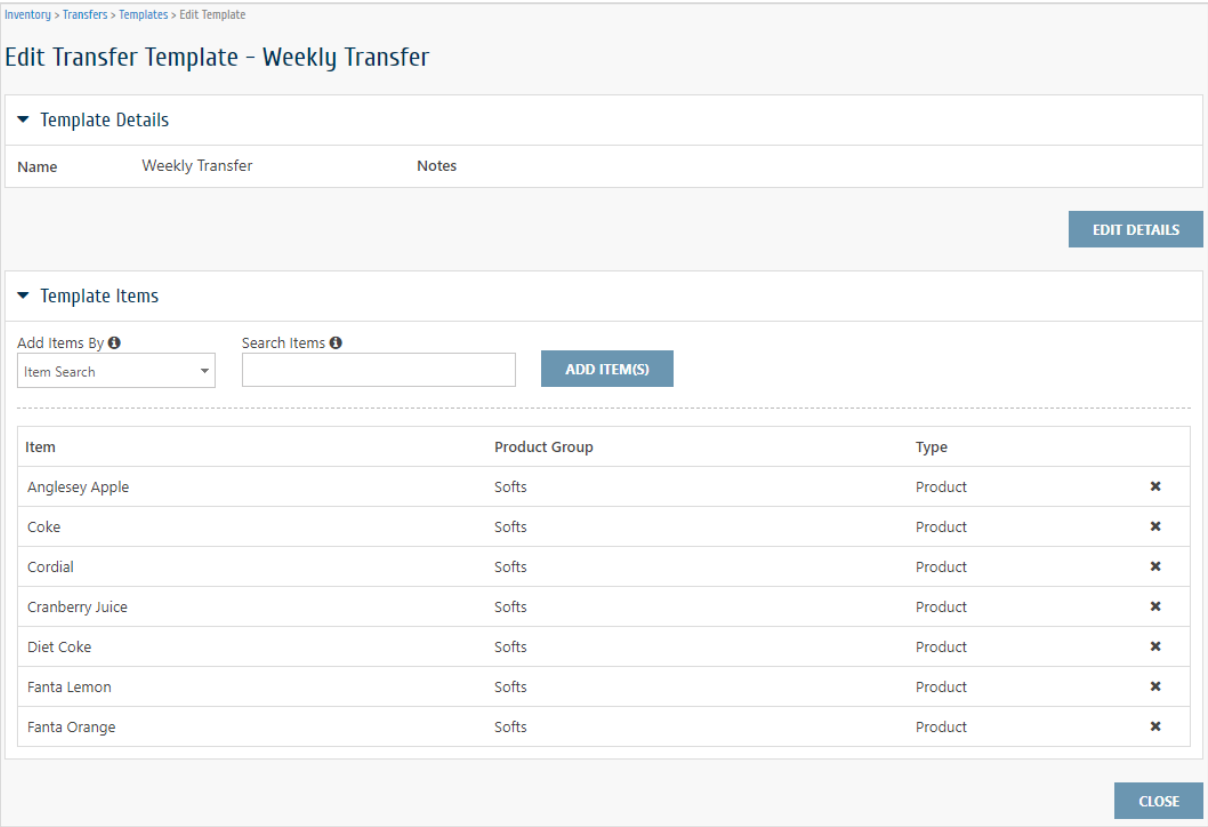 Inventory > Transfers > Templates > Edit Template
Edit Transfer Template - Weekly Transfer
Template Details
Name Weekly Transfer Notes
EDIT DETAILS
Template Items
Add Items By Search Items
Item Search ADD ITEM(S)
Item Product Group Type
Anglesey Apple Softs Product
Coke Softs Product
Cordial Softs Product
Cranberry Juice Softs Product
Diet Coke Softs Product
Fanta Lemon Softs Product
Fanta Orange Softs Product
CLOSE